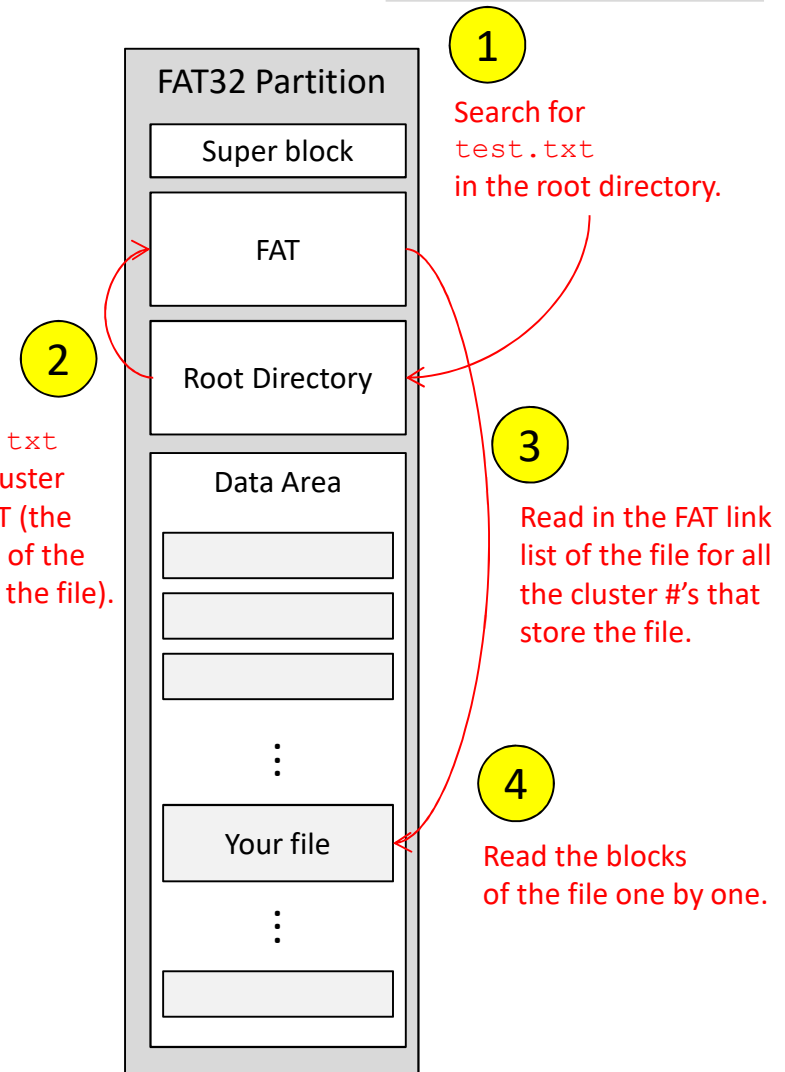 1
FAT32 Partition
Search for
test.txt
in the root directory.
Super block
FAT
2
Root Directory
txt
uster
T (the
of the
the file).
3
Data Area
Read in the FAT link
list of the file for all
the cluster #'s that
store the file.
⋮
4
Your file
Read the blocks
of the file one by one.
⋮